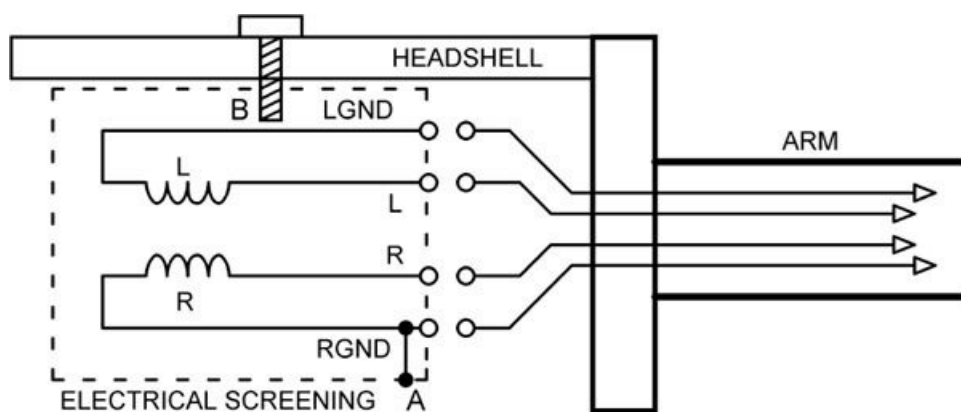 HEADSHELL
B
LGND
ARM
L
L
R
R
RGND
ELECTRICAL SCREENING
A